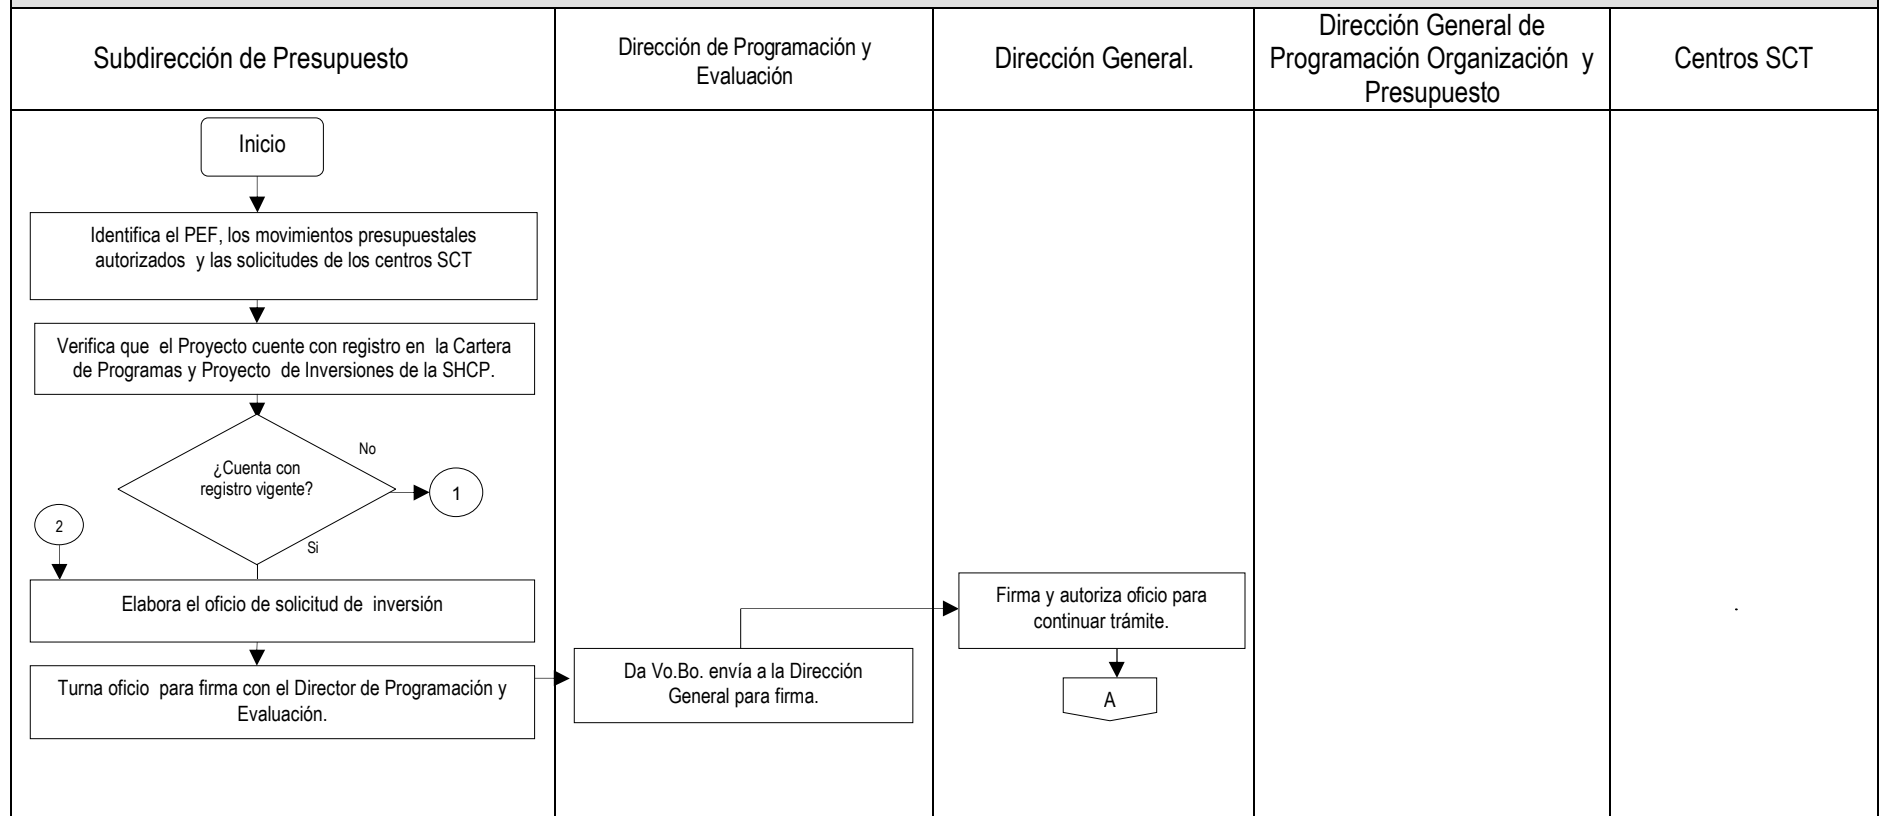 Subdirección de Presupuesto
Dirección de Programación y
Evaluación
Dirección General.
Dirección General de
Programación Organización y
Presupuesto
Centros SCT
Inicio
Identifica el PEF, los movimientos presupuestales
autorizados y las solicitudes de los centros SCT
Verifica que el Proyecto cuente con registro en la Cartera
de Programas y Proyecto de Inversiones de la SHCP.
¿Cuenta con
registro vigente?
No
1
2
Si
Elabora el oficio de solicitud de inversión
Turna oficio para firma con el Director de Programación y
Evaluación.
Da Vo.Bo. envía a la Dirección
General para firma.
Firma y autoriza oficio para
continuar trámite.
A
.